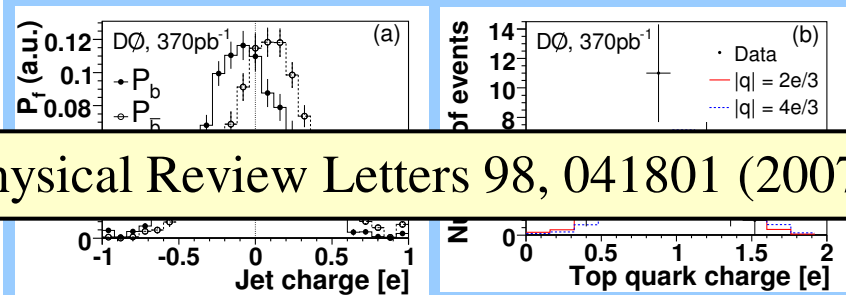 P_f (a.u.)
0.12
0.1
0.08
0
DØ, 370pb⁻¹
(a)
P_b
P_b̅
-1 -0.5 0 0.5 1
Jet charge [e]
of events
14
12
10
8
0
DØ, 370pb⁻¹
(b)
Data
|q| = 2e/3
|q| = 4e/3
0 0.5 1 1.5 2
Top quark charge [e]
Review Letters 98, 041801 (2007